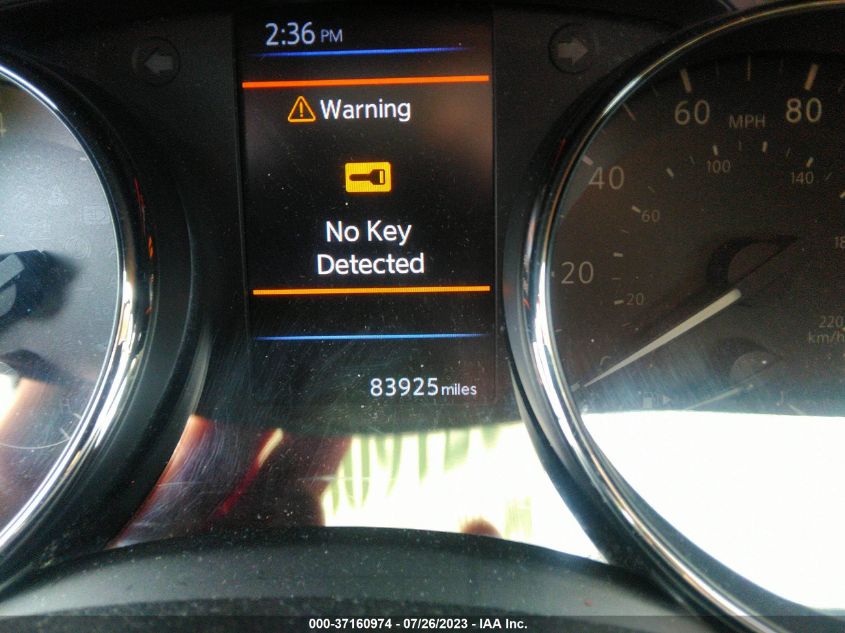 2:36 PM
Warning
No Key
Detected
83925 miles
60
80
MPH
100
140
40
60
20
20
220
km/h
000-37160974 / 07/26/2023 - IAA Inc.